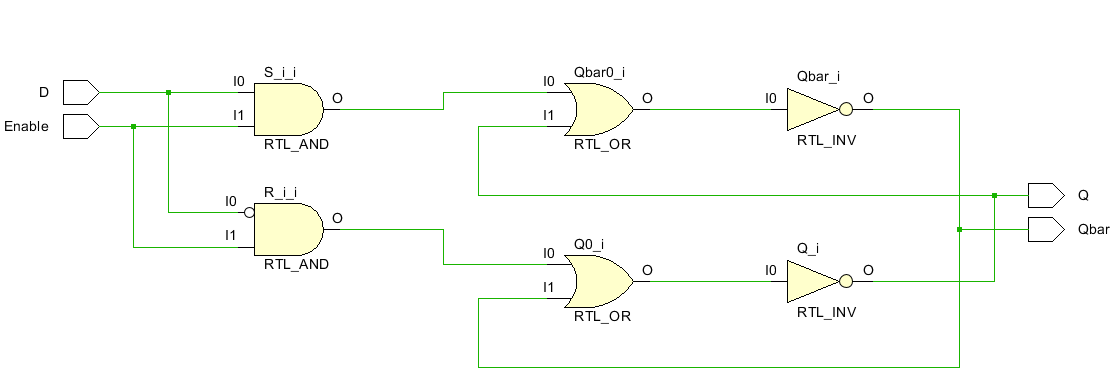 S_i_i
Qbar0_i
Qbar_i
D
I0
O
I0
O
I0
O
Enable
I1
I1
RTL_AND
RTL_OR
RTL_INV
R_i_i
I0
O
Q
I1
Qbar
Q0_i
Q_i
RTL_AND
I0
O
I0
O
I1
RTL_OR
RTL_INV